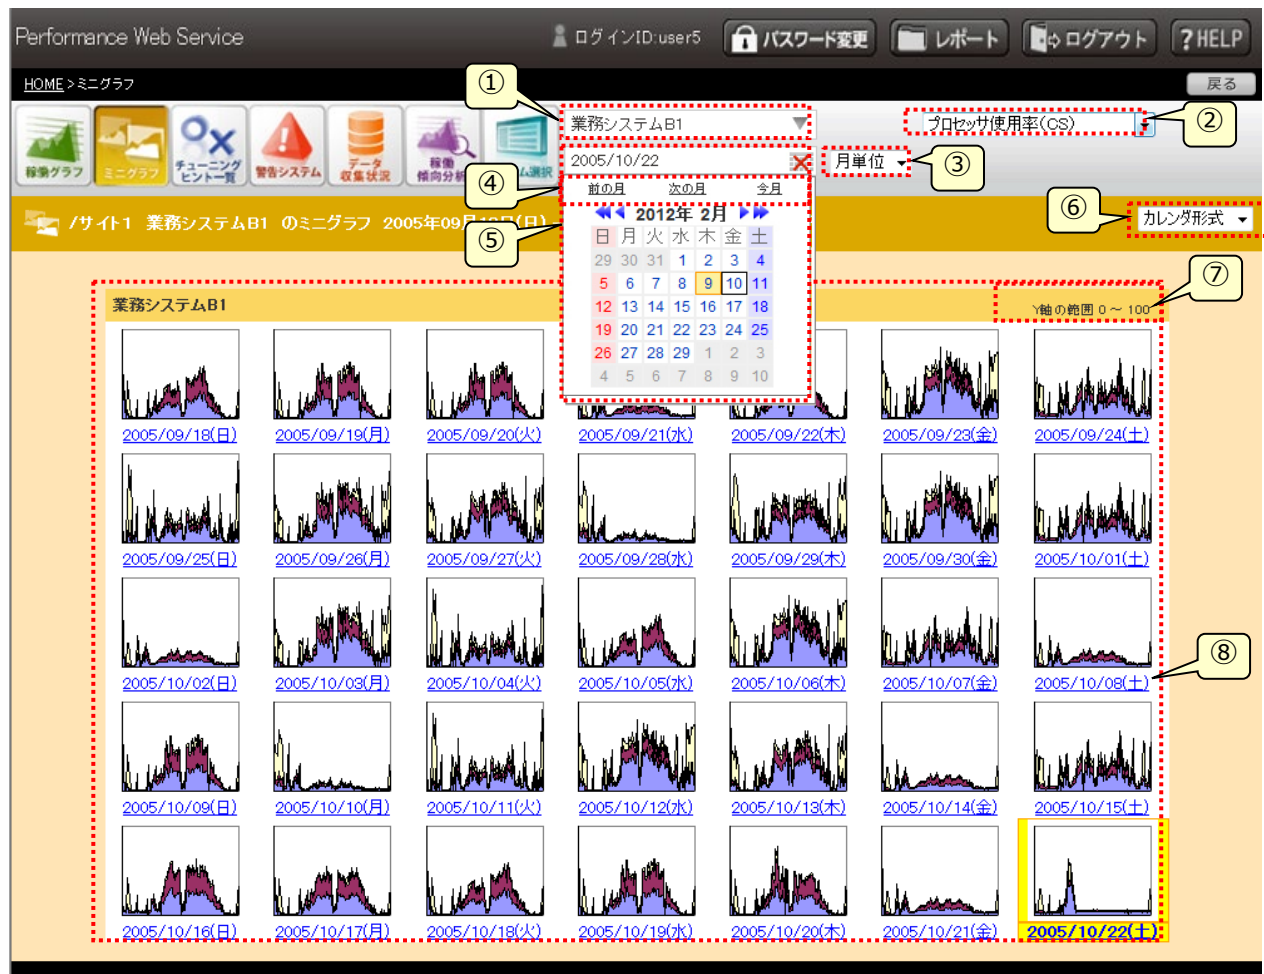 Performance Web Service
ログインID:user5
パスワード変更
レポート
ログアウト
?HELP
HOME>ミニグラフ
戻る
①
業務システムB1
プロセッサ使用率(CS)
②
稼働グラフ
ミニグラフ
チューニング
ヒント一覧
警告システム
データ
収集状況
稼働
傾向分析
ム選択
2005/10/22
月単位
③
④
前の月 次の月 今月
/サイト1 業務システムB1 のミニグラフ 2005年09月
⑤
2012年 2月
⑥
カレンダ形式
日 月 火 水 木 金 土
29 30 31 1 2 3 4
5 6 7 8 9 10 11
12 13 14 15 16 17 18
19 20 21 22 23 24 25
26 27 28 29 1 2 3
4 5 6 7 8 9 10
⑦
業務システムB1
Y軸の範囲 0 ～ 100
2005/09/18(日) 2005/09/19(月) 2005/09/20(火) 2005/09/21(水) 2005/09/22(木) 2005/09/23(金) 2005/09/24(土)
2005/09/25(日) 2005/09/26(月) 2005/09/27(火) 2005/09/28(水) 2005/09/29(木) 2005/09/30(金) 2005/10/01(土)
⑧
2005/10/02(日) 2005/10/03(月) 2005/10/04(火) 2005/10/05(水) 2005/10/06(木) 2005/10/07(金) 2005/10/08(土)
2005/10/09(日) 2005/10/10(月) 2005/10/11(火) 2005/10/12(水) 2005/10/13(木) 2005/10/14(金) 2005/10/15(土)
2005/10/16(日) 2005/10/17(月) 2005/10/18(火) 2005/10/19(水) 2005/10/20(木) 2005/10/21(金) 2005/10/22(土)